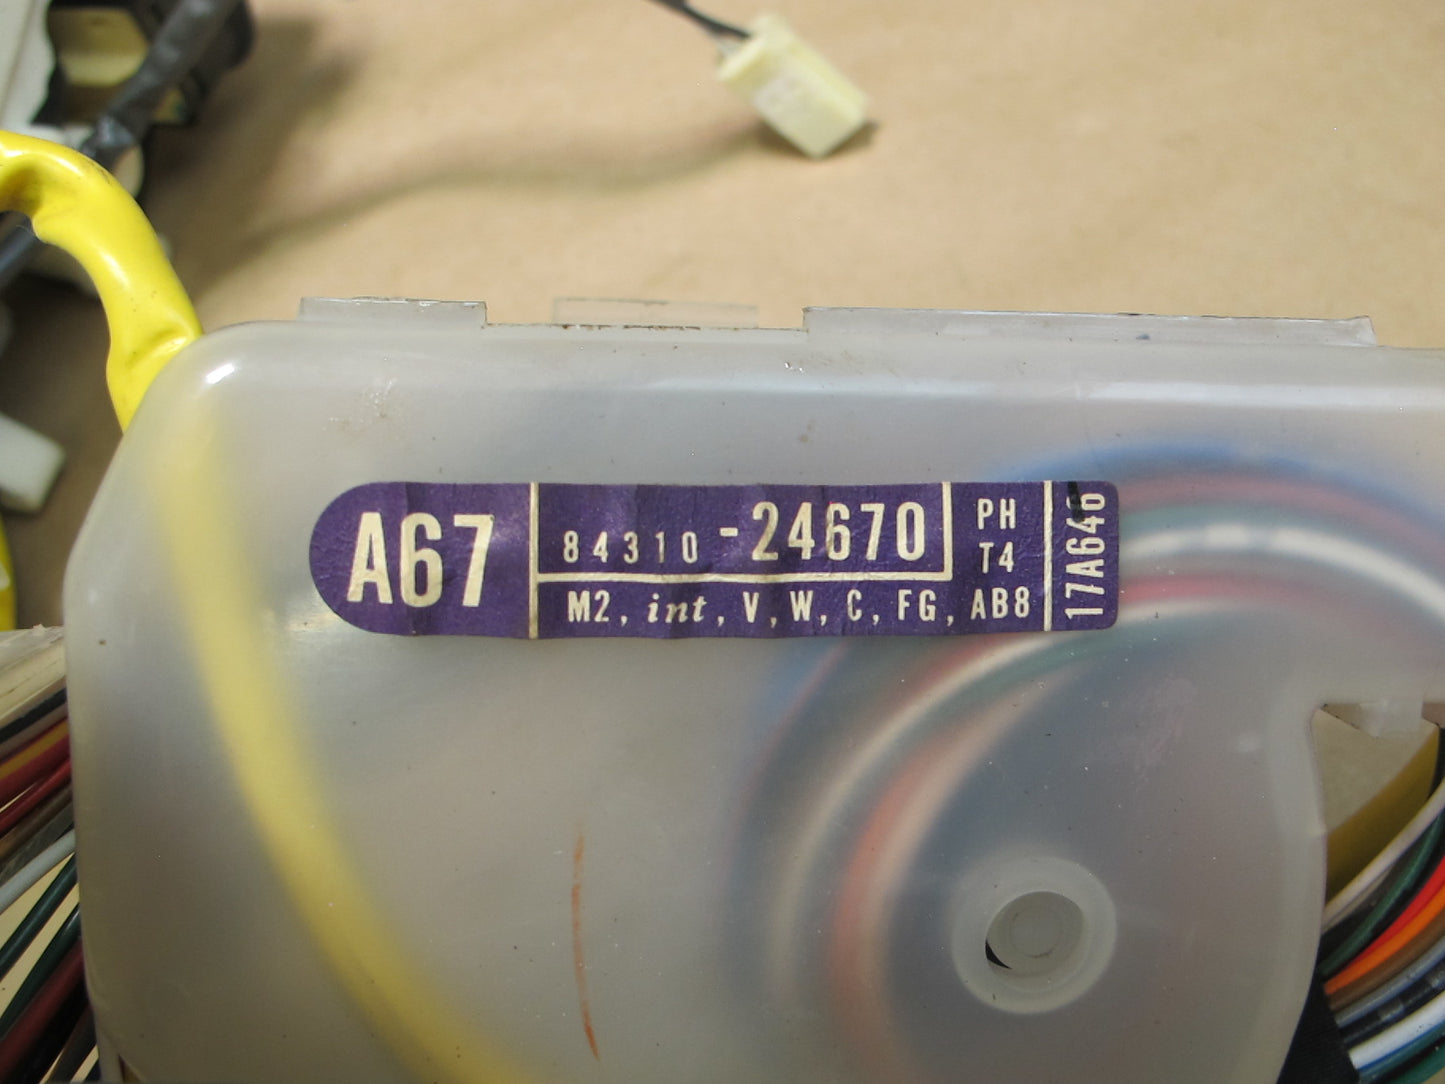 A67
84310 -24670
M2, int, V, W, C, FG, AB8
PH
T4
17A646